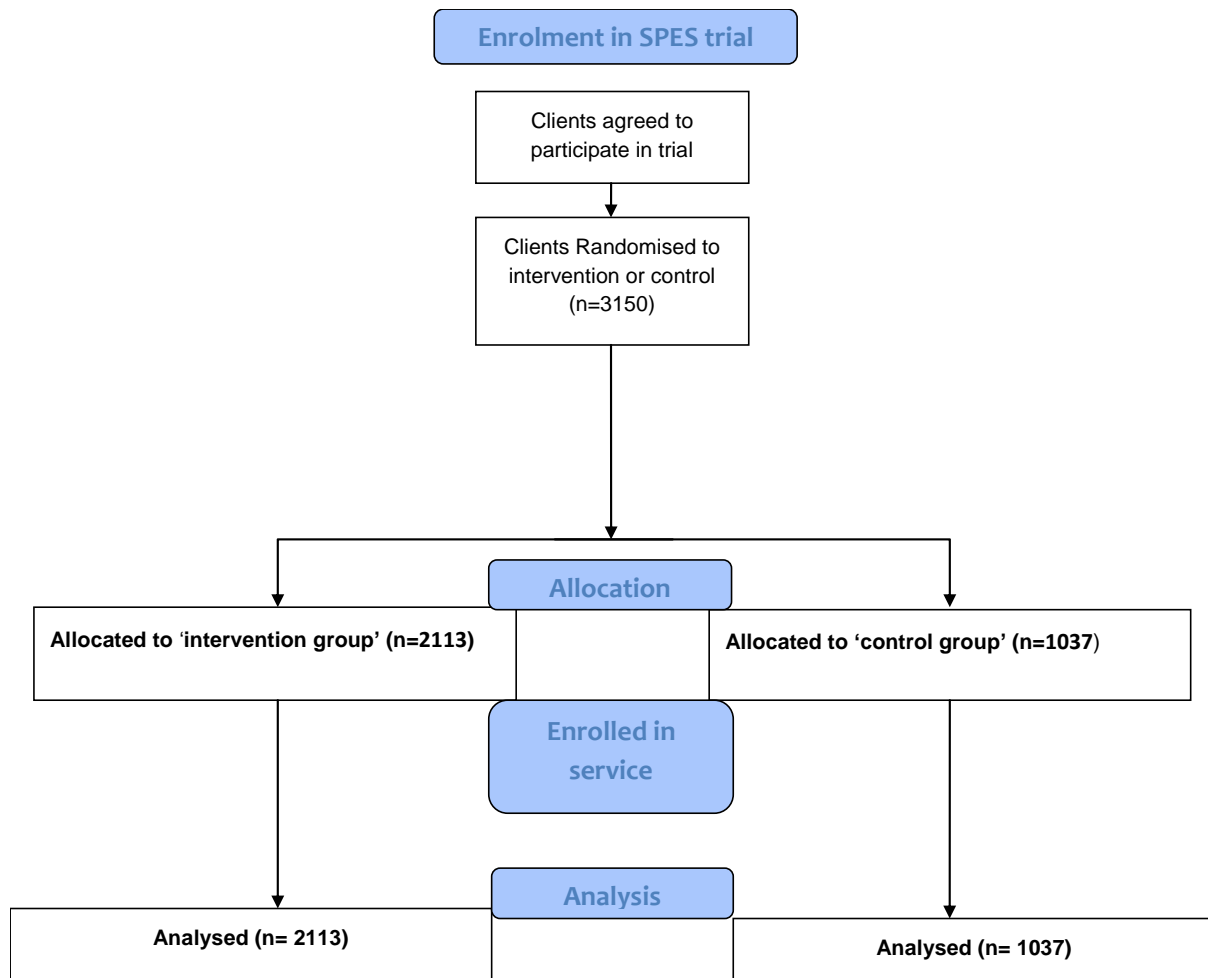 Enrolment in SPES trial
Clients agreed to
participate in trial
Clients Randomised to
intervention or control
(n=3150)
Allocation
Allocated to ‘intervention group’ (n=2113)
Allocated to ‘control group’ (n=1037)
Enrolled in
service
Analysis
Analysed (n= 2113)
Analysed (n= 1037)